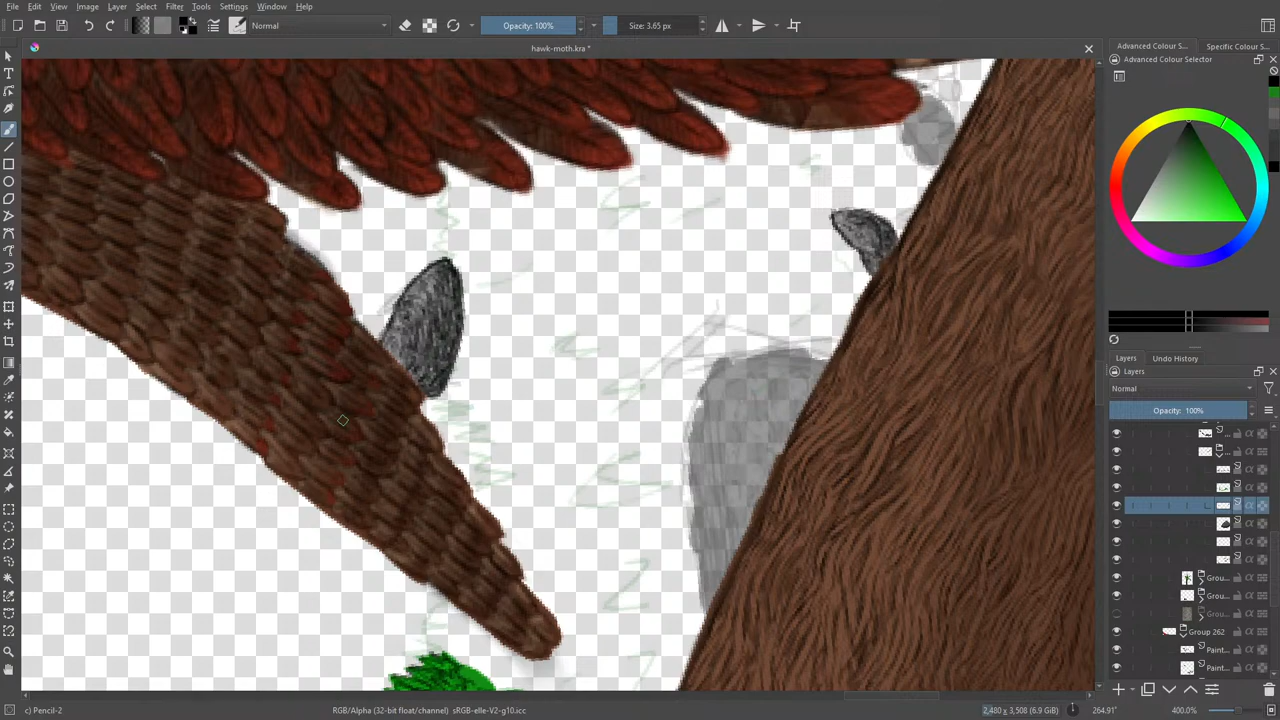 File Edit View Image Layer Select Filter Tools Settings Window Help
Normal Opacity: 100% Size: 3.65 px
hawk-moth.kra *
Advanced Colour S... Specific Colour S...
Advanced Colour Selector
Layers Undo History
Layers
Normal
Opacity: 100%
...
...
Grou...
Grou...
Grou...
Group 262
Paint...
Paint...
c) Pencil-2 RGB/Alpha (32-bit float/channel) sRGB-elle-V2-g10.icc 2,480 x 3,508 (6.9 GiB) 264.91° 400.0%